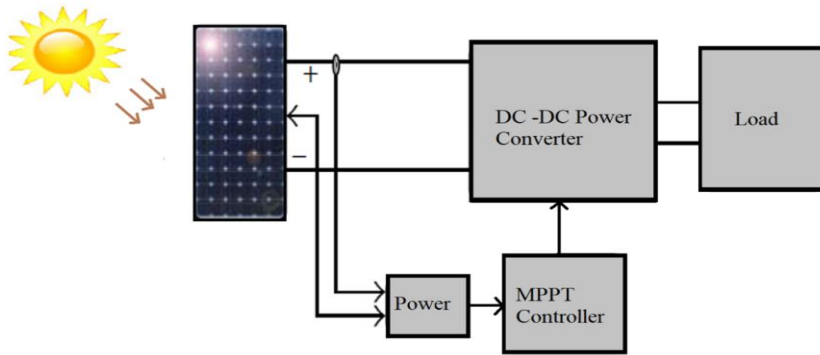 +
−
DC -DC Power
Converter
Load
Power
MPPT
Controller